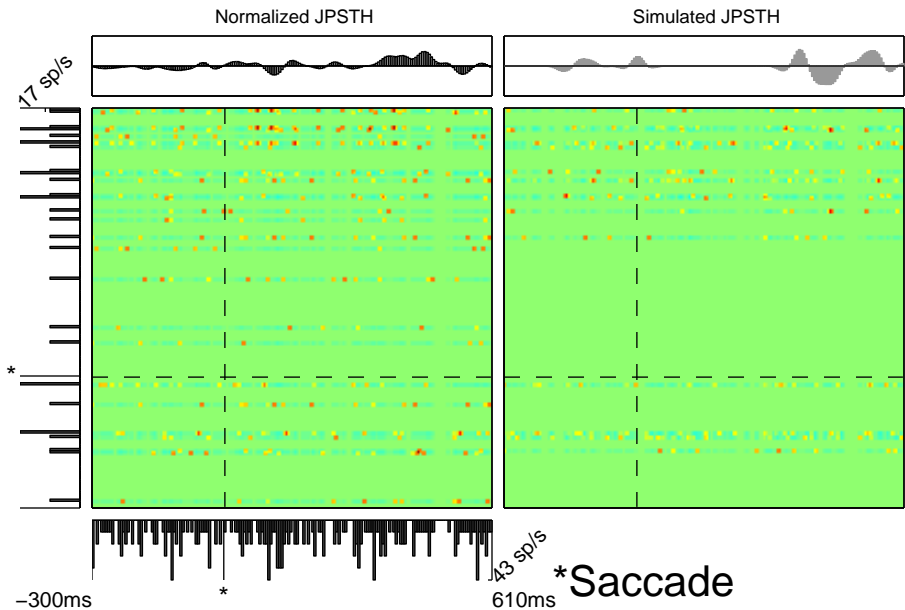 Normalized JPSTH
Simulated JPSTH
17 sp/s
*
*
43 sp/s
*Saccade
−300ms
610ms